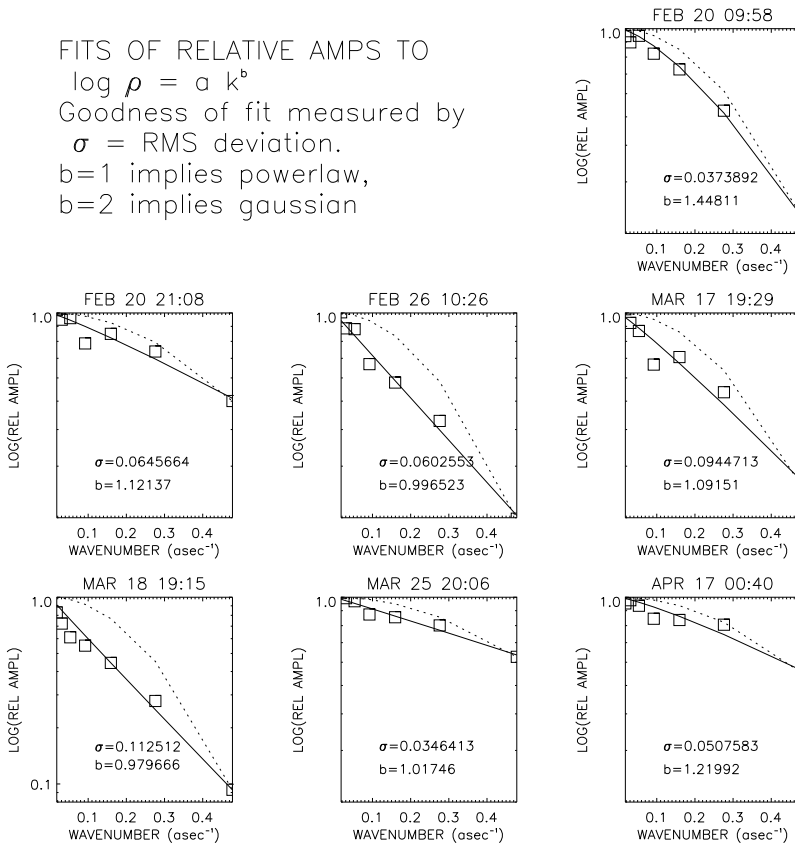 FITS OF RELATIVE AMPS TO
log ρ = a k^b
Goodness of fit measured by
σ = RMS deviation.
b=1 implies powerlaw,
b=2 implies gaussian
FEB 20 09:58
1.0
LOG(REL AMPL)
σ=0.0373892
b=1.44811
0.1 0.2 0.3 0.4
WAVENUMBER (asec⁻¹)
FEB 20 21:08
1.0
LOG(REL AMPL)
σ=0.0645664
b=1.12137
0.1 0.2 0.3 0.4
WAVENUMBER (asec⁻¹)
FEB 26 10:26
1.0
LOG(REL AMPL)
σ=0.0602553
b=0.996523
0.1 0.2 0.3 0.4
WAVENUMBER (asec⁻¹)
MAR 17 19:29
1.0
LOG(REL AMPL)
σ=0.0944713
b=1.09151
0.1 0.2 0.3 0.4
WAVENUMBER (asec⁻¹)
MAR 18 19:15
1.0
LOG(REL AMPL)
σ=0.112512
b=0.979666
0.1
0.1 0.2 0.3 0.4
WAVENUMBER (asec⁻¹)
MAR 25 20:06
1.0
LOG(REL AMPL)
σ=0.0346413
b=1.01746
0.1 0.2 0.3 0.4
WAVENUMBER (asec⁻¹)
APR 17 00:40
1.0
LOG(REL AMPL)
σ=0.0507583
b=1.21992
0.1 0.2 0.3 0.4
WAVENUMBER (asec⁻¹)